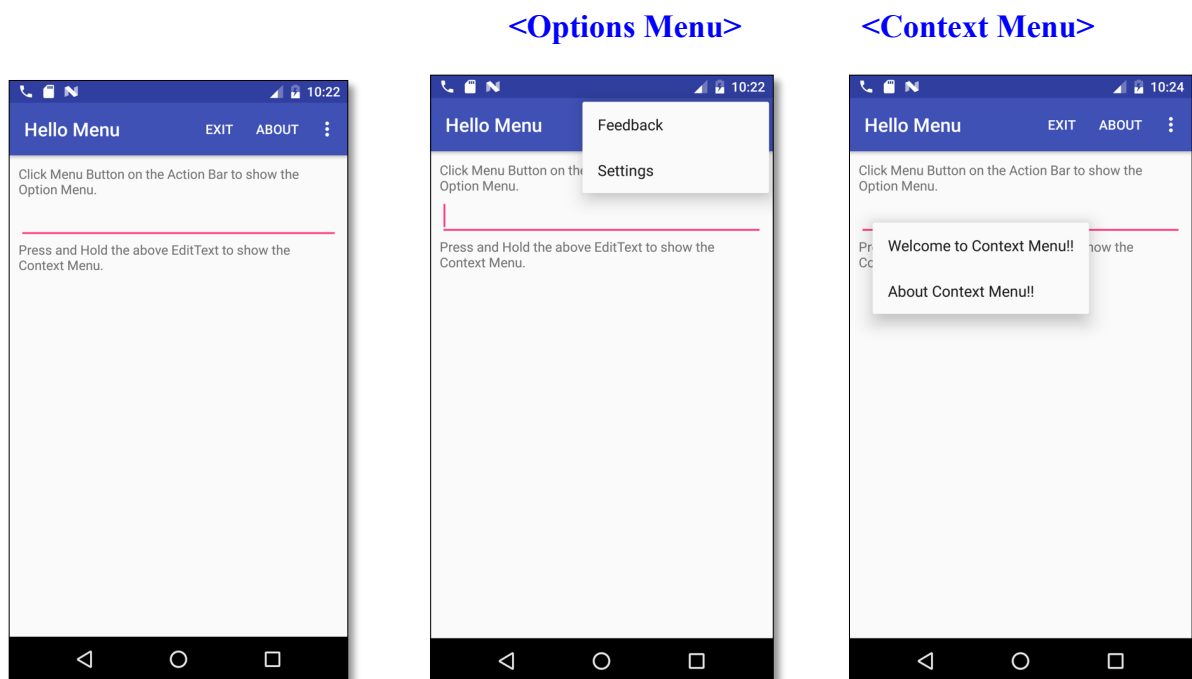 <Options Menu>
<Context Menu>
10:22
Hello Menu EXIT ABOUT
Click Menu Button on the Action Bar to show the
Option Menu.
Press and Hold the above EditText to show the
Context Menu.
10:22
Hello Menu
Feedback
Settings
Click Menu Button on the
Option Menu.
Press and Hold the above EditText to show the
Context Menu.
10:24
Hello Menu EXIT ABOUT
Click Menu Button on the Action Bar to show the
Option Menu.
Welcome to Context Menu!!
About Context Menu!!